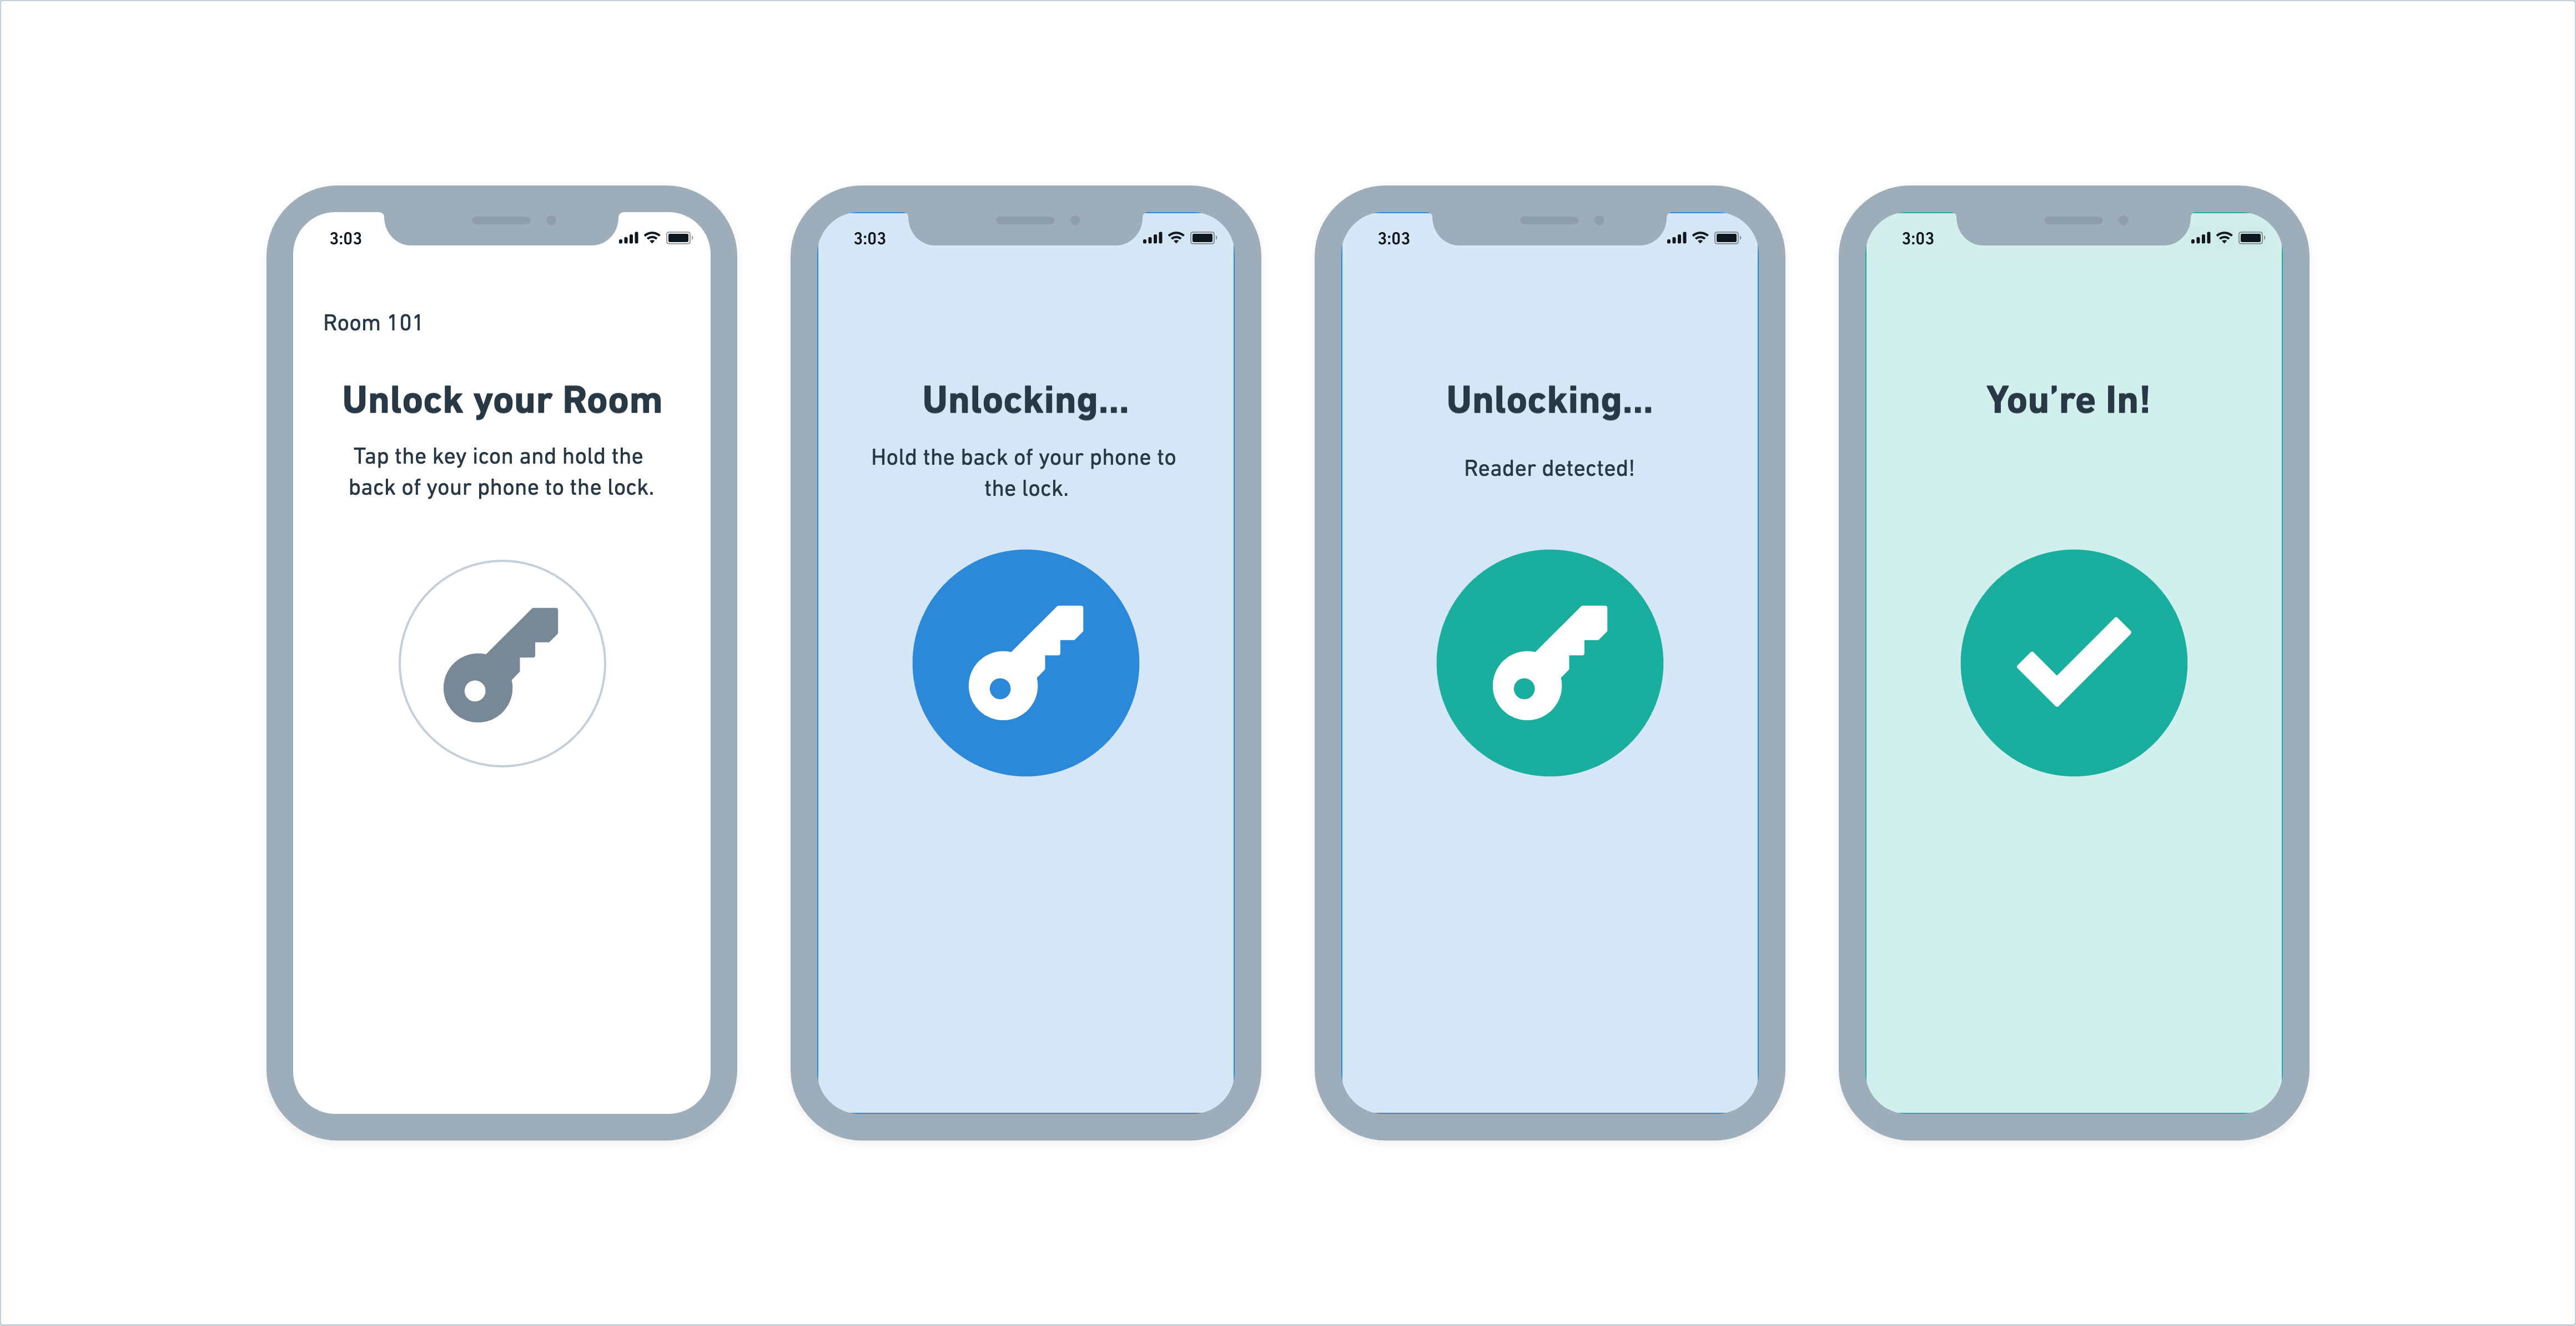 3:03
Room 101
Unlock your Room
Tap the key icon and hold the
back of your phone to the lock.
3:03
Unlocking...
Hold the back of your phone to
the lock.
3:03
Unlocking...
Reader detected!
3:03
You’re In!